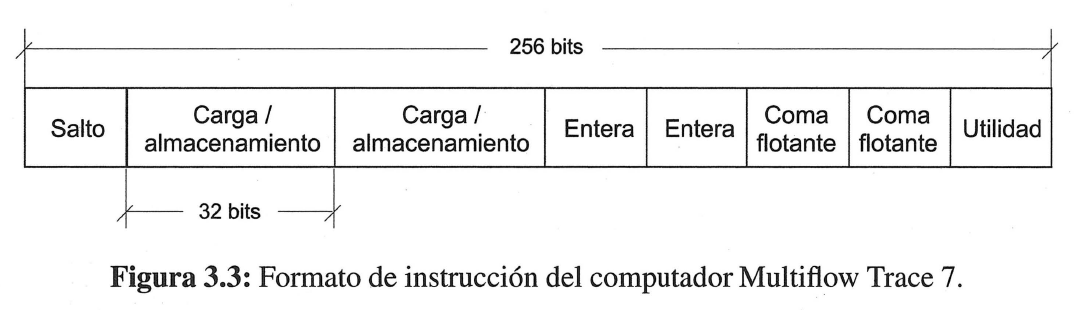 256 bits
Salto
Carga /
almacenamiento
Carga /
almacenamiento
Entera
Entera
Coma
flotante
Coma
flotante
Utilidad
32 bits
Figura 3.3: Formato de instrucción del computador Multiflow Trace 7.